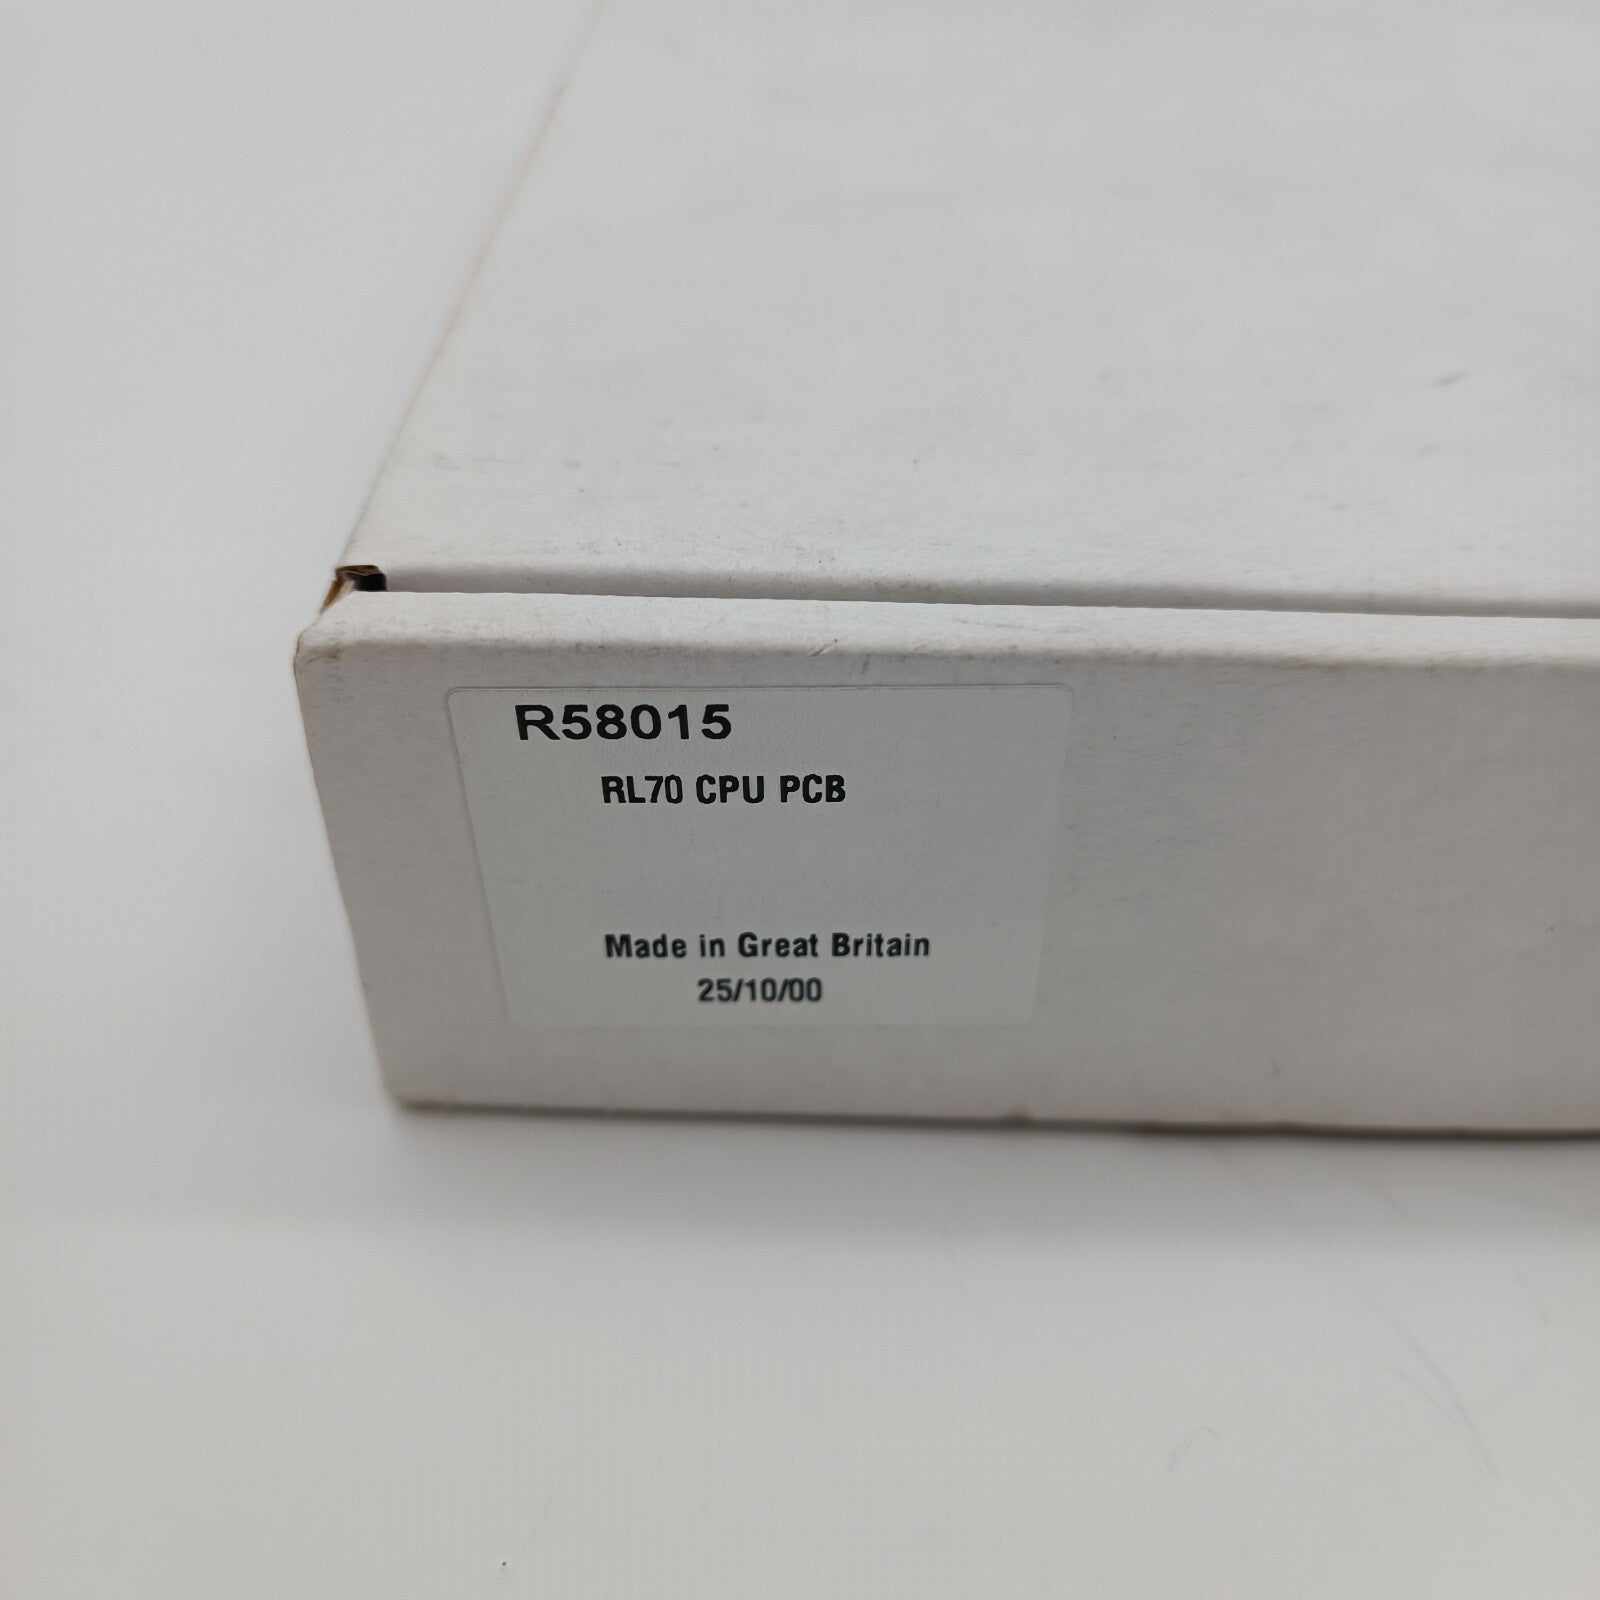 R58015
RL70 CPU PCB
Made in Great Britain
25/10/00